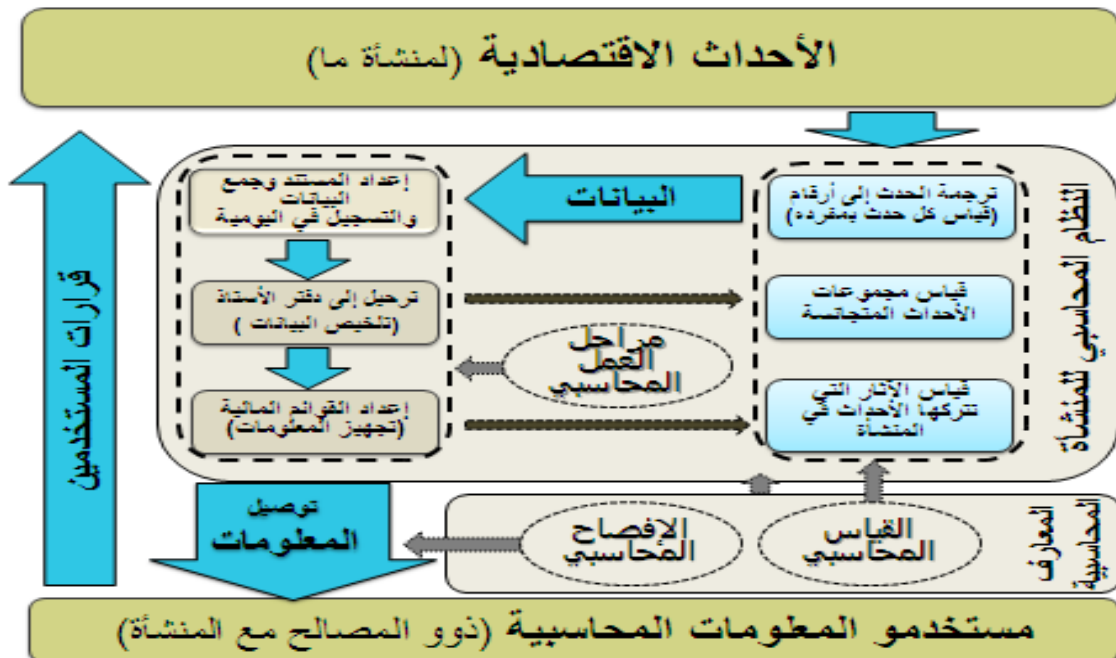 الأحداث الاقتصادية (لمنشأة ما)
ترجمة الحدث إلى أرقام
(قياس كل حدث بمفرده)
البيانات
إعداد المستند وجمع
البيانات
والتسجيل في اليومية
قياس مجموعات
الأحداث المتجانسة
ترحيل إلى دفتر الأستاذ
(تلخيص البيانات )
مراحل
العمل
المحاسبي
قياس الآثار التي
تتركها الأحداث في
المنشأة
إعداد القوائم المالية
(تجهيز المعلومات)
النظام المحاسبي للمنشأة
قرارات المستخدمين
توصيل
المعلومات
القياس
المحاسبي
الإفصاح
المحاسبي
المعارف
المحاسبية
مستخدمو المعلومات المحاسبية (ذوو المصالح مع المنشأة)